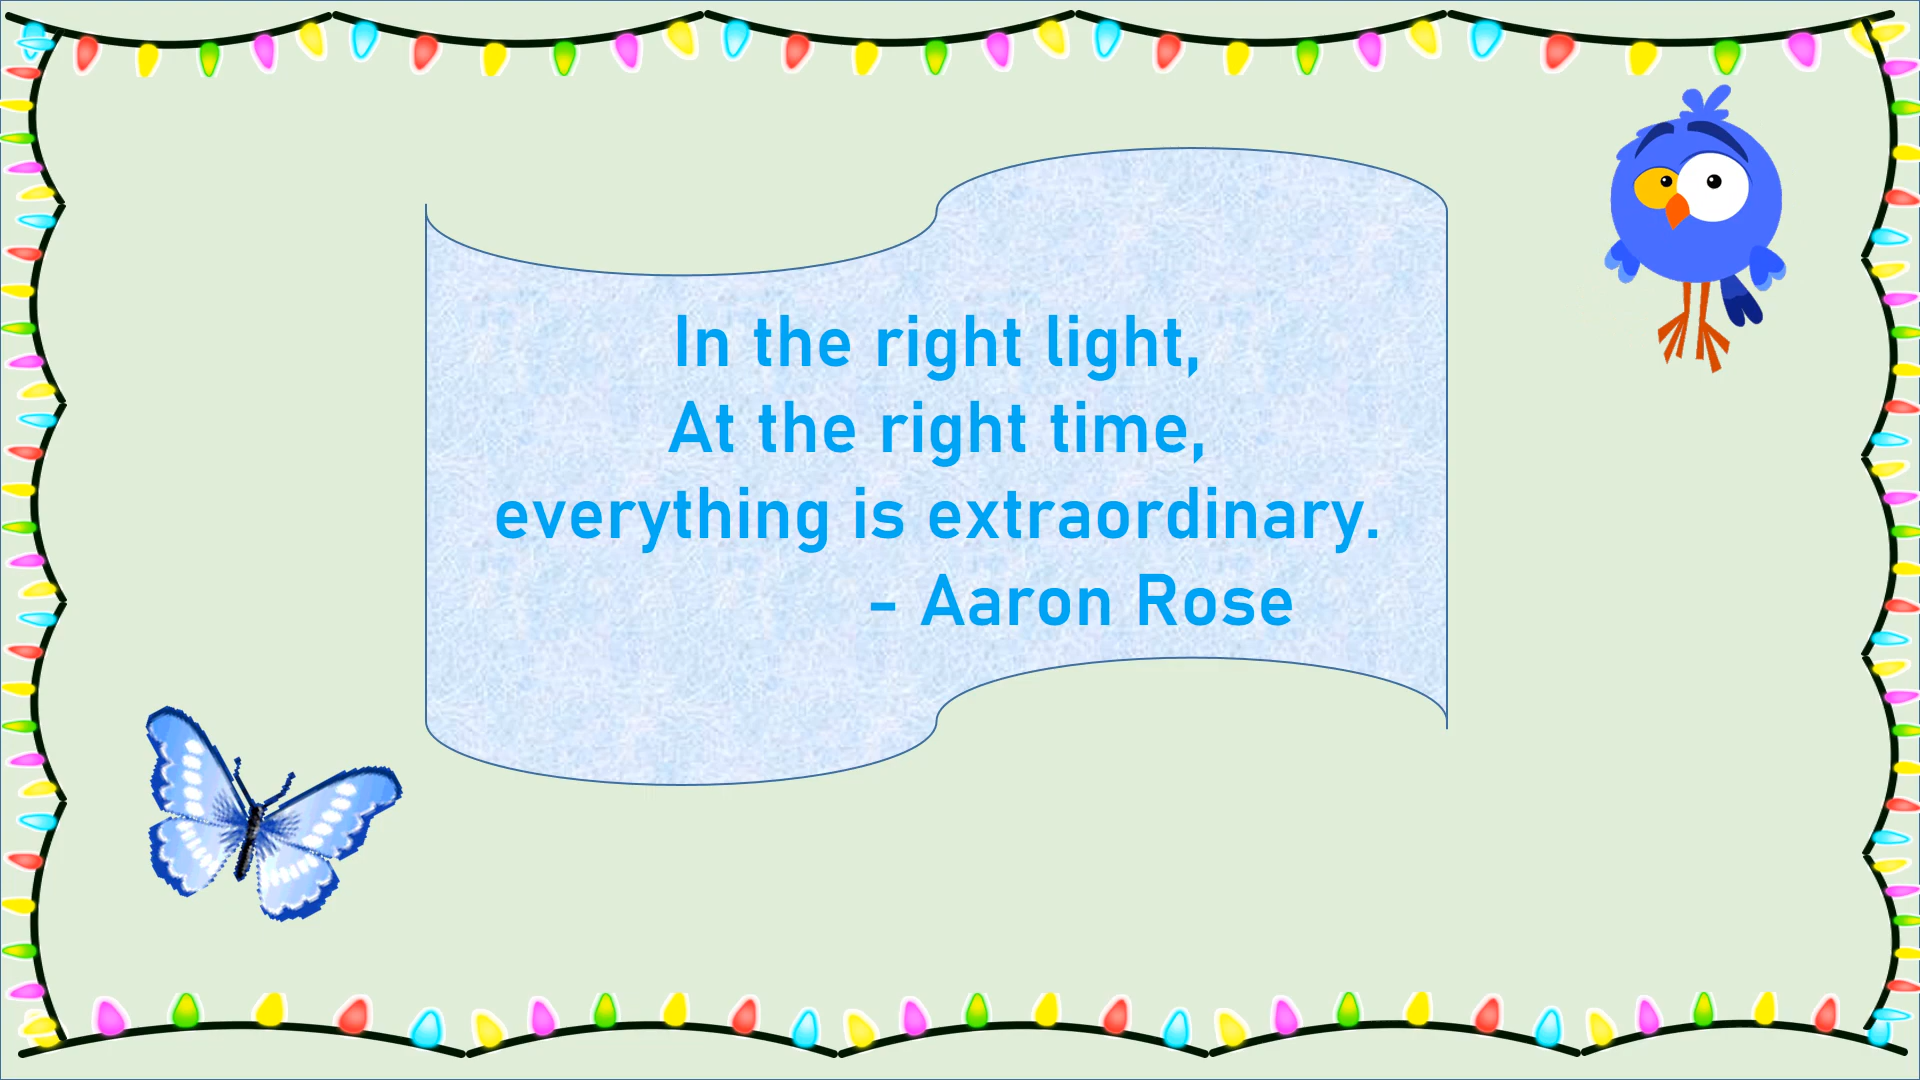 In the right light,
At the right time,
everything is extraordinary.
- Aaron Rose